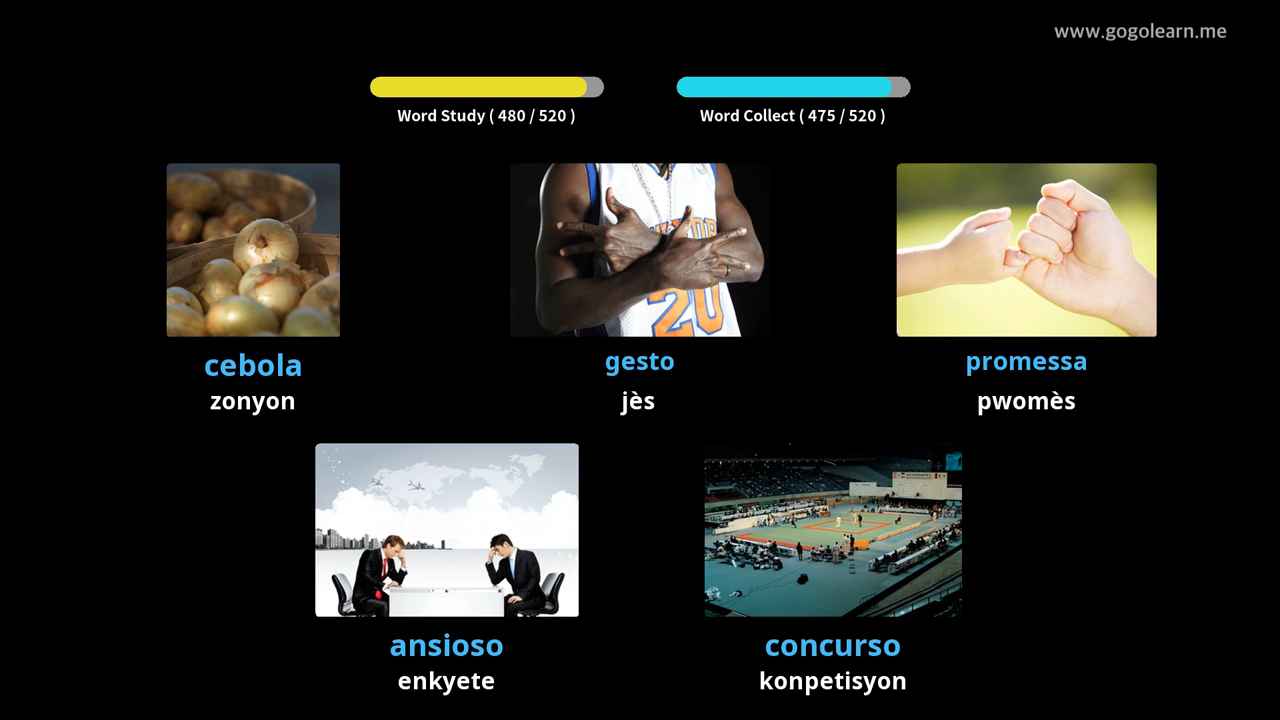 www.gogolearn.me
Word Study ( 480 / 520 )
Word Collect ( 475 / 520 )
20
cebola
zonyon
gesto
jès
promessa
pwomès
ansioso
enkyete
concurso
konpetisyon